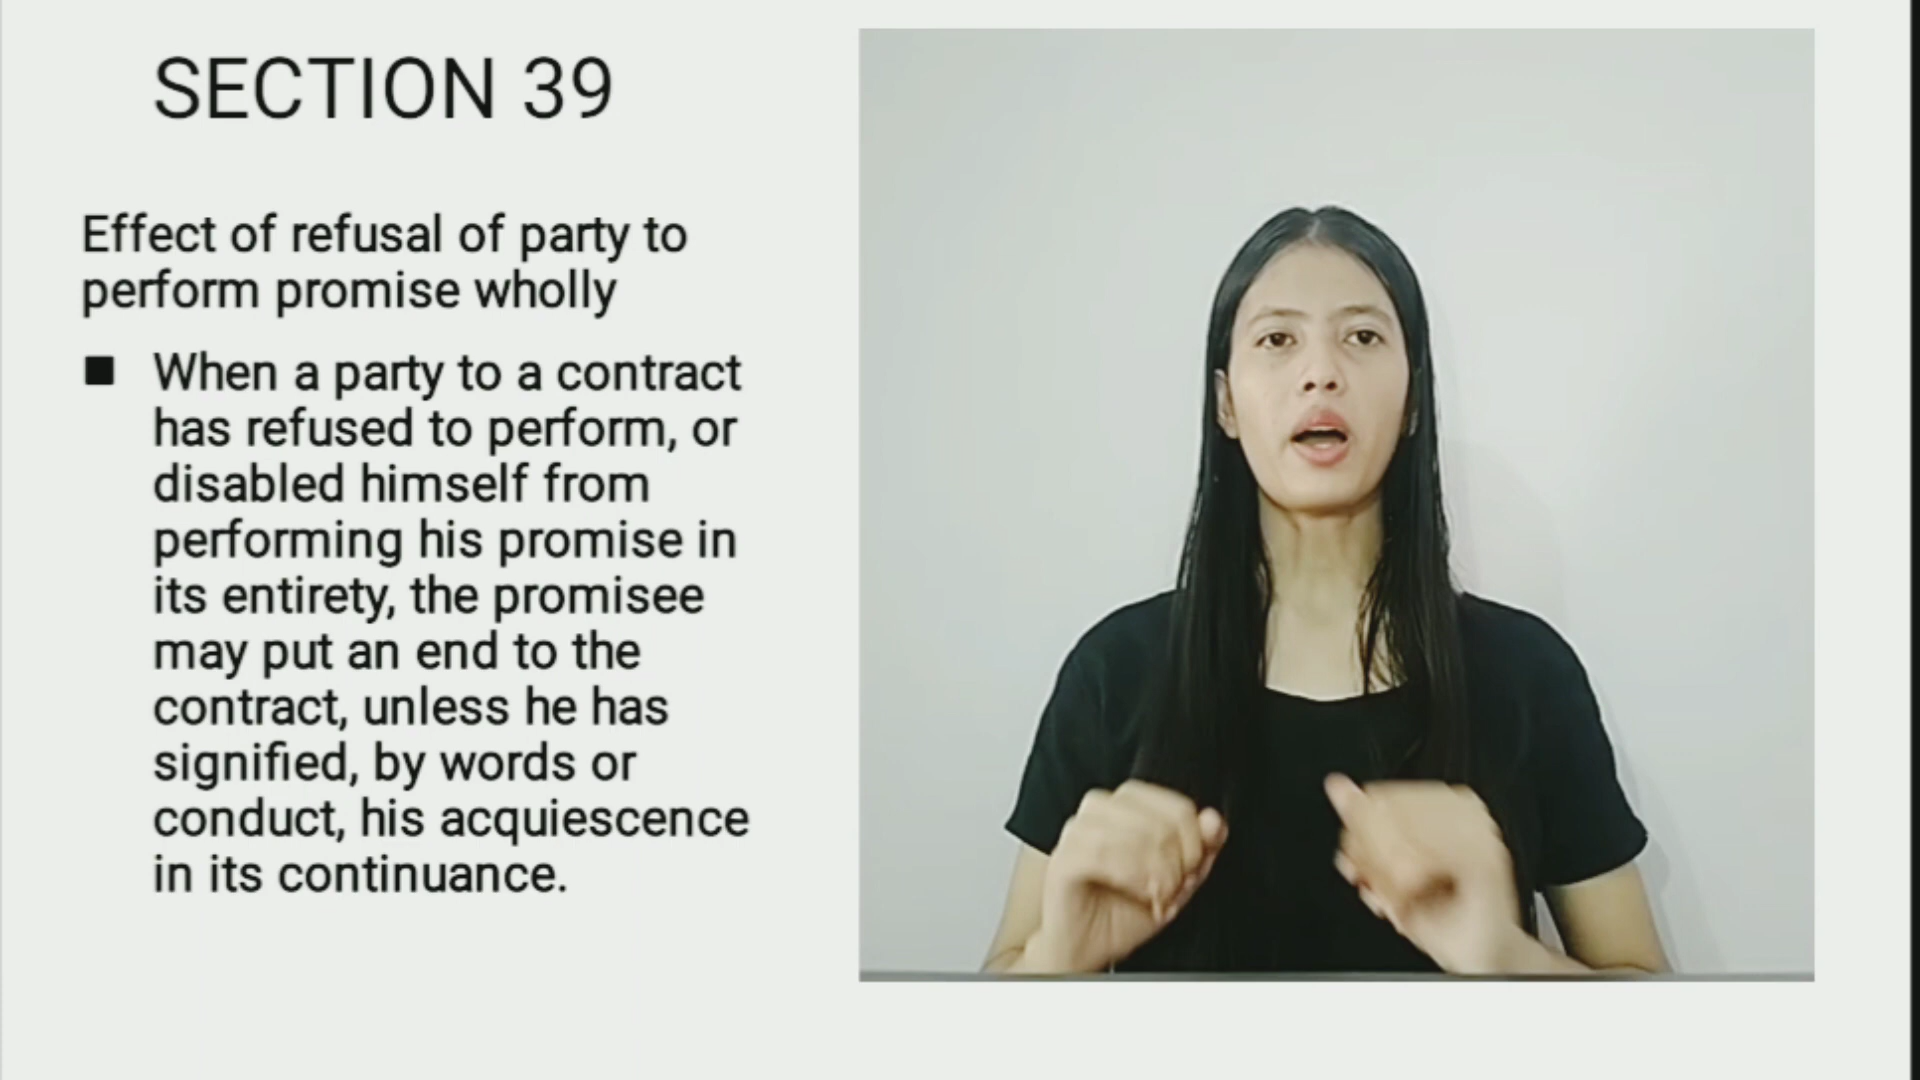 SECTION 39
Effect of refusal of party to
perform promise wholly
■ When a party to a contract
has refused to perform, or
disabled himself from
performing his promise in
its entirety, the promisee
may put an end to the
contract, unless he has
signified, by words or
conduct, his acquiescence
in its continuance.